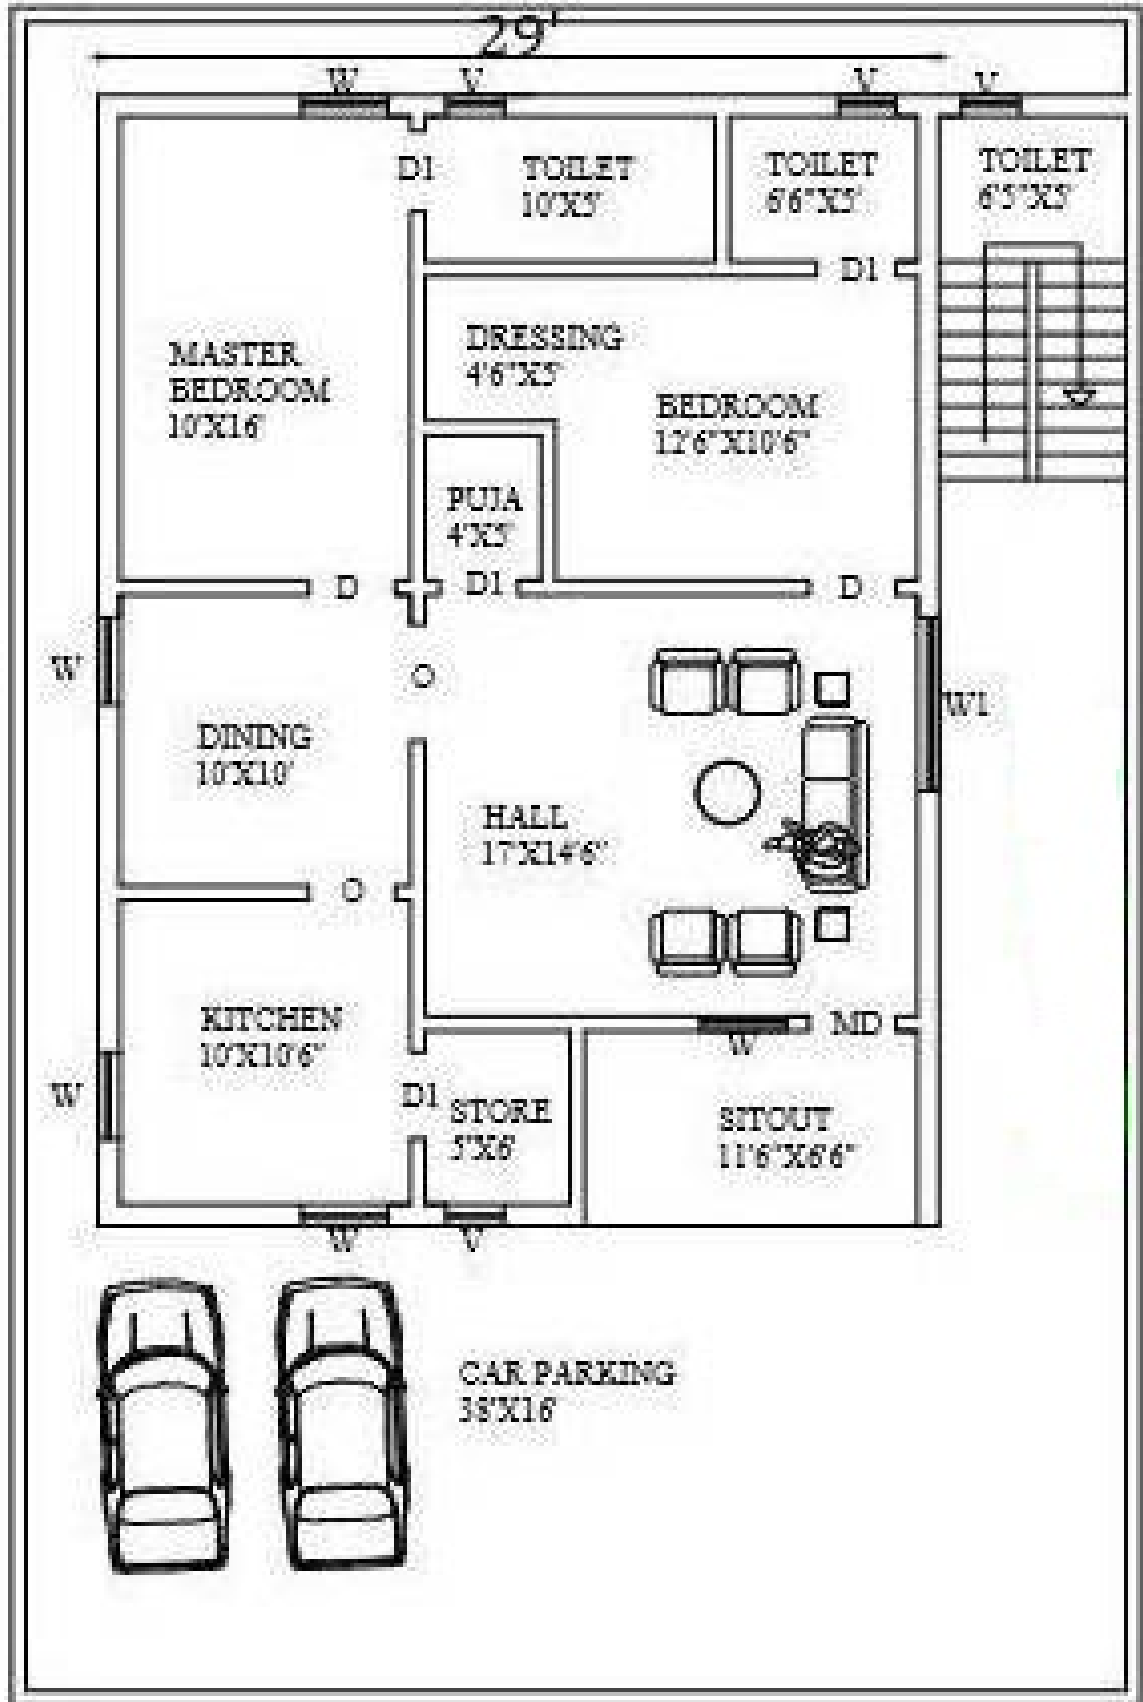 29'
W
V
V
V
D1
TOILET
10'X5'
TOILET
6'6"X5'
TOILET
6'5"X5'
D1
MASTER
BEDROOM
10'X16'
DRESSING
4'6"X5'
BEDROOM
12'6"X10'6"
PUJA
4'X5'
D
D1
D
W
O
W1
DINING
10'X10'
HALL
17'X14'6"
O
KITCHEN
10'X10'6"
MD
W
W
D1
STORE
5'X6'
SITOUT
11'6"X6'6"
W
V
CAR PARKING
38'X16'